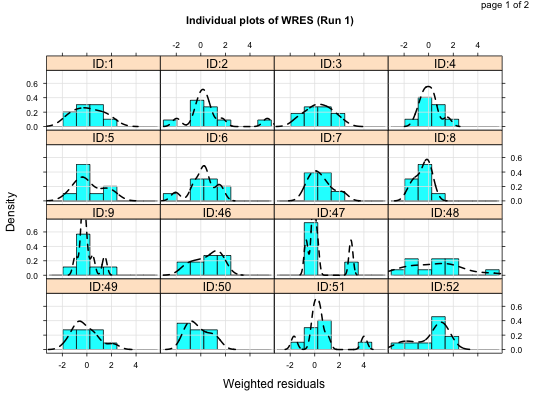 page 1 of 2
Individual plots of WRES (Run 1)
-2 0 2 4 -2 0 2 4
ID:1 ID:2 ID:3 ID:4
0.6
0.4
0.2
0.0
ID:5 ID:6 ID:7 ID:8
0.6
0.4
0.2
0.0
ID:9 ID:46 ID:47 ID:48
0.6
0.4
0.2
0.0
ID:49 ID:50 ID:51 ID:52
0.6
0.4
0.2
0.0
-2 0 2 4 -2 0 2 4
Density
Weighted residuals